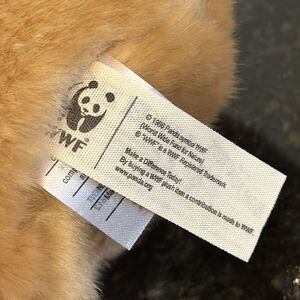 WWF
© 1986 Panda symbol WWF
(World Wide Fund for Nature)
® "WWF" is a WWF Registered Trademark
Make a Difference Today!
By buying a WWF plush icon a contribution is made to WWF.
www.panda.org